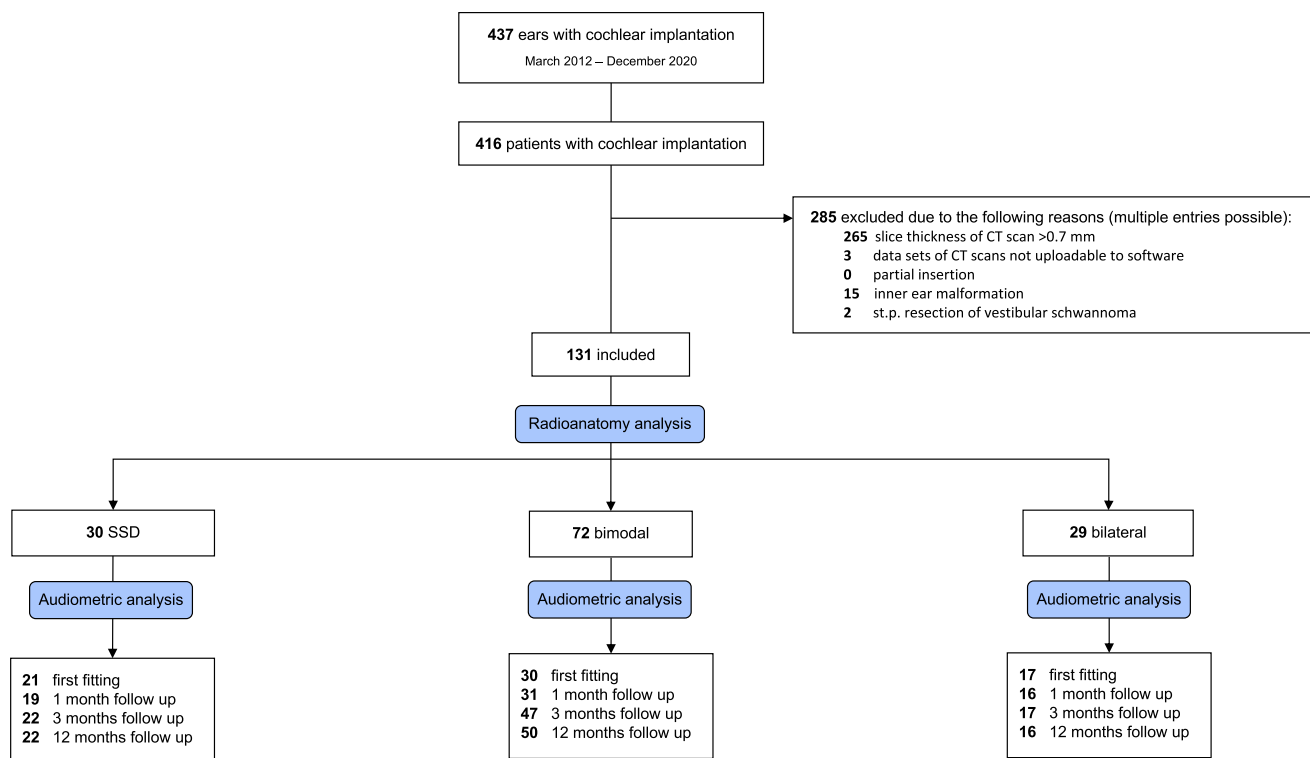 437 ears with cochlear implantation
March 2012 – December 2020
416 patients with cochlear implantation
285 excluded due to the following reasons (multiple entries possible):
265 slice thickness of CT scan >0.7 mm
3 data sets of CT scans not uploadable to software
0 partial insertion
15 inner ear malformation
2 st.p. resection of vestibular schwannoma
131 included
Radioanatomy analysis
30 SSD
72 bimodal
29 bilateral
Audiometric analysis
Audiometric analysis
Audiometric analysis
21 first fitting
19 1 month follow up
22 3 months follow up
22 12 months follow up
30 first fitting
31 1 month follow up
47 3 months follow up
50 12 months follow up
17 first fitting
16 1 month follow up
17 3 months follow up
16 12 months follow up